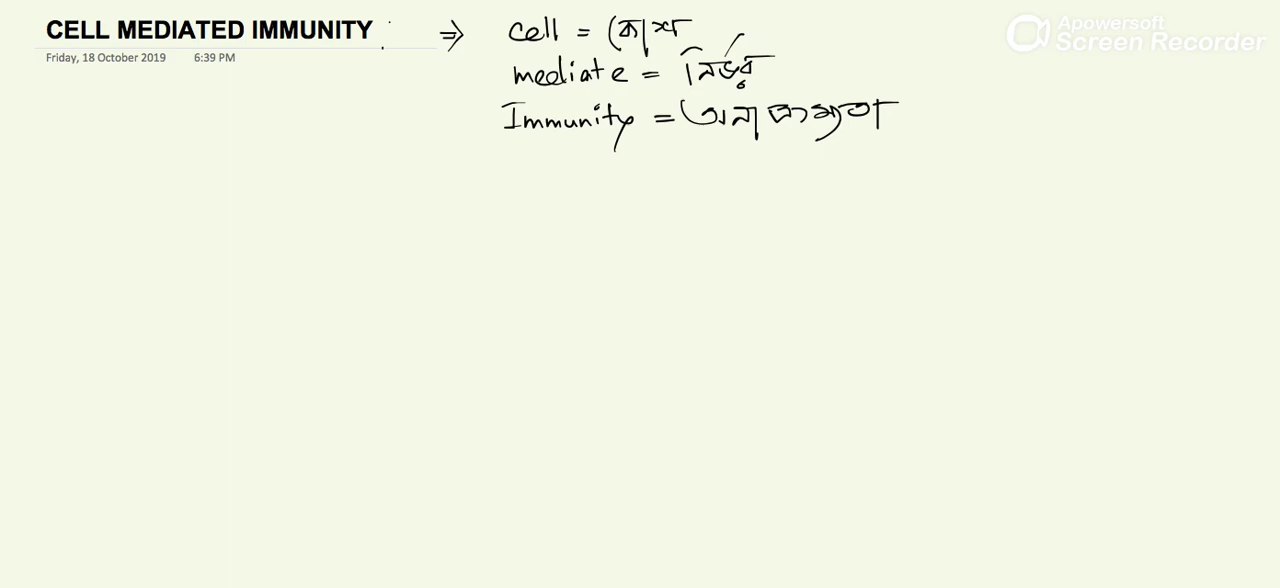 CELL MEDIATED IMMUNITY
Friday, 18 October 2019 6:39 PM
⇒ cell = কোষ
mediate = নির্ভর
Immunity = অনাক্রম্যতা
Apowersoft
Screen Recorder